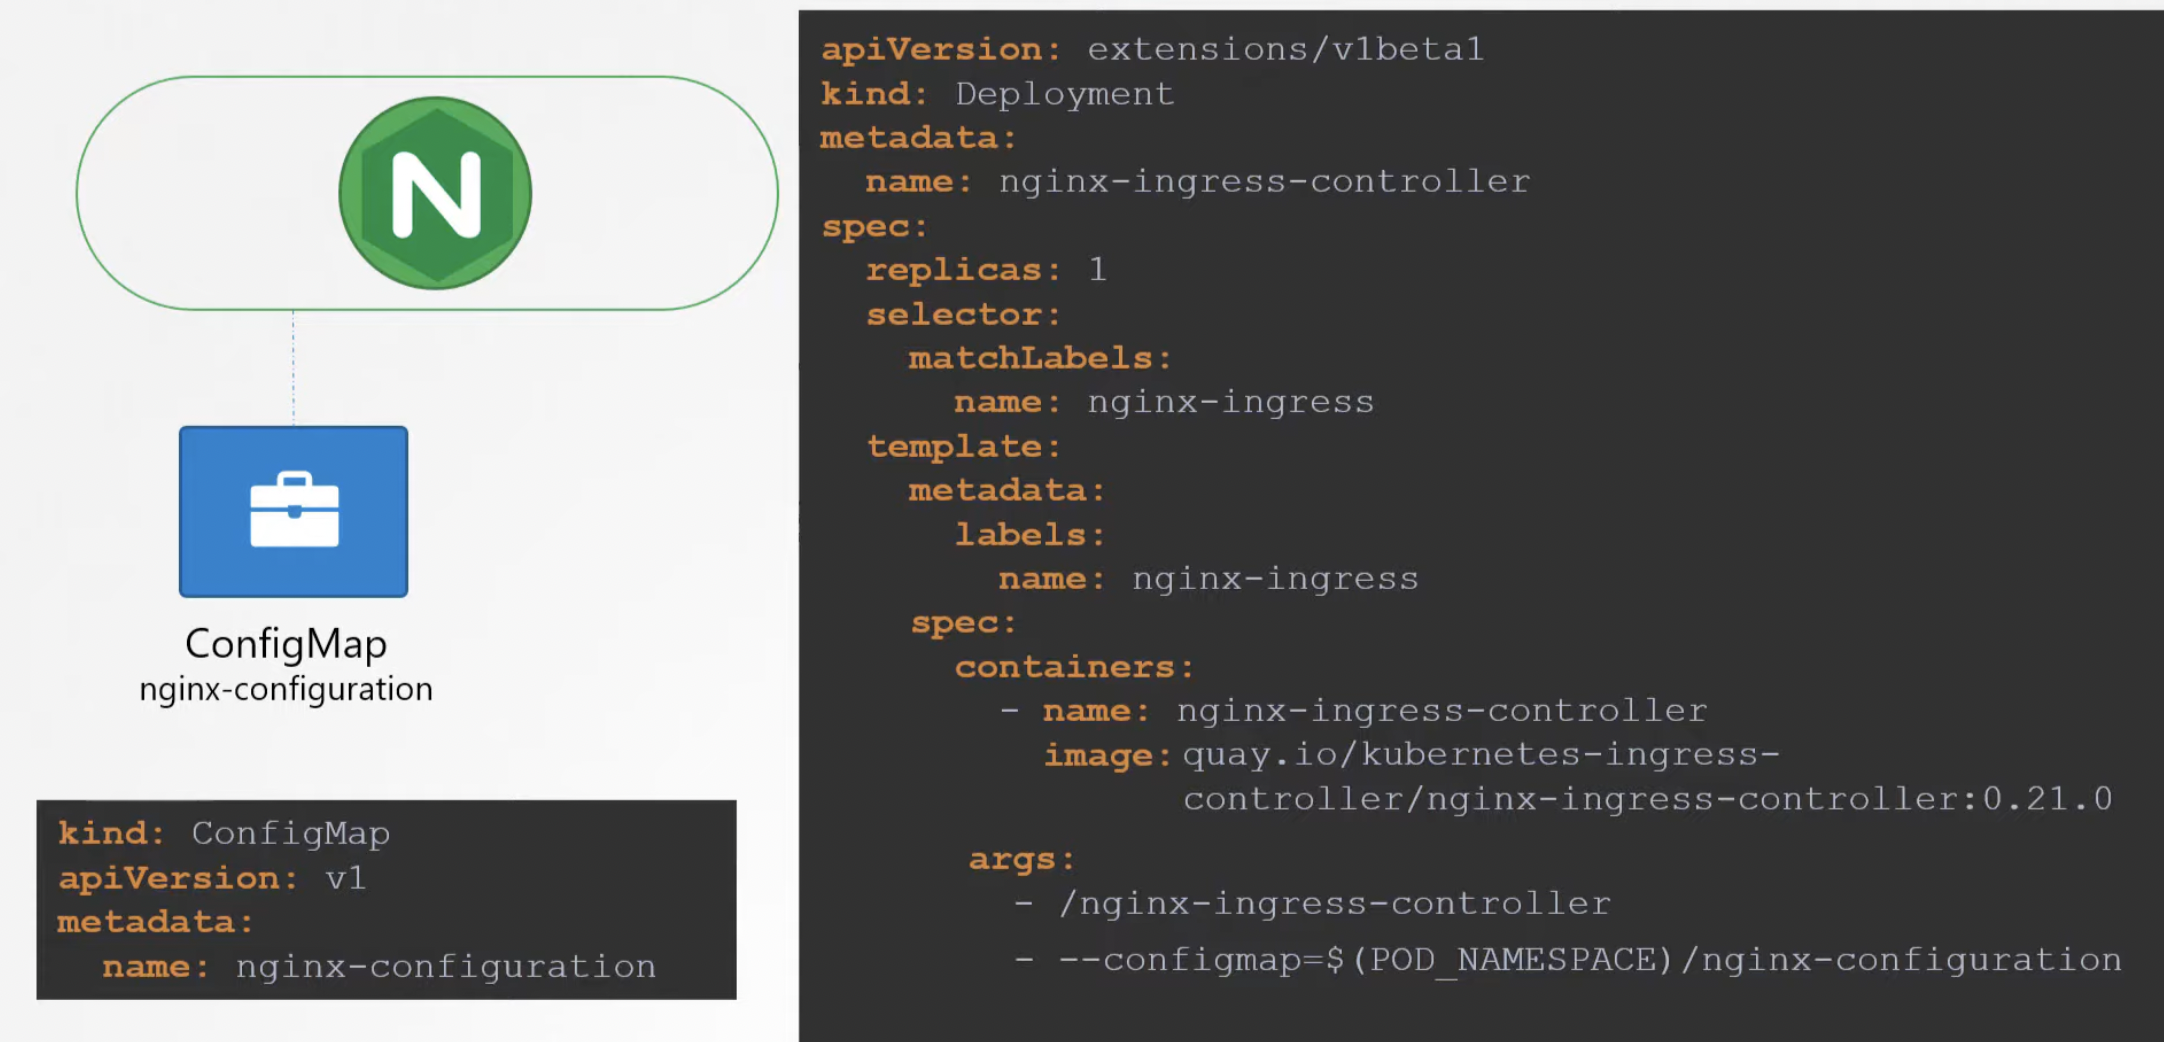 N
ConfigMap
nginx-configuration
kind: ConfigMap
apiVersion: v1
metadata:
  name: nginx-configuration
apiVersion: extensions/v1beta1
kind: Deployment
metadata:
  name: nginx-ingress-controller
spec:
  replicas: 1
  selector:
    matchLabels:
      name: nginx-ingress
  template:
    metadata:
      labels:
        name: nginx-ingress
    spec:
      containers:
        - name: nginx-ingress-controller
          image: quay.io/kubernetes-ingress-
                 controller/nginx-ingress-controller:0.21.0
       args:
         - /nginx-ingress-controller
         - --configmap=$(POD_NAMESPACE)/nginx-configuration